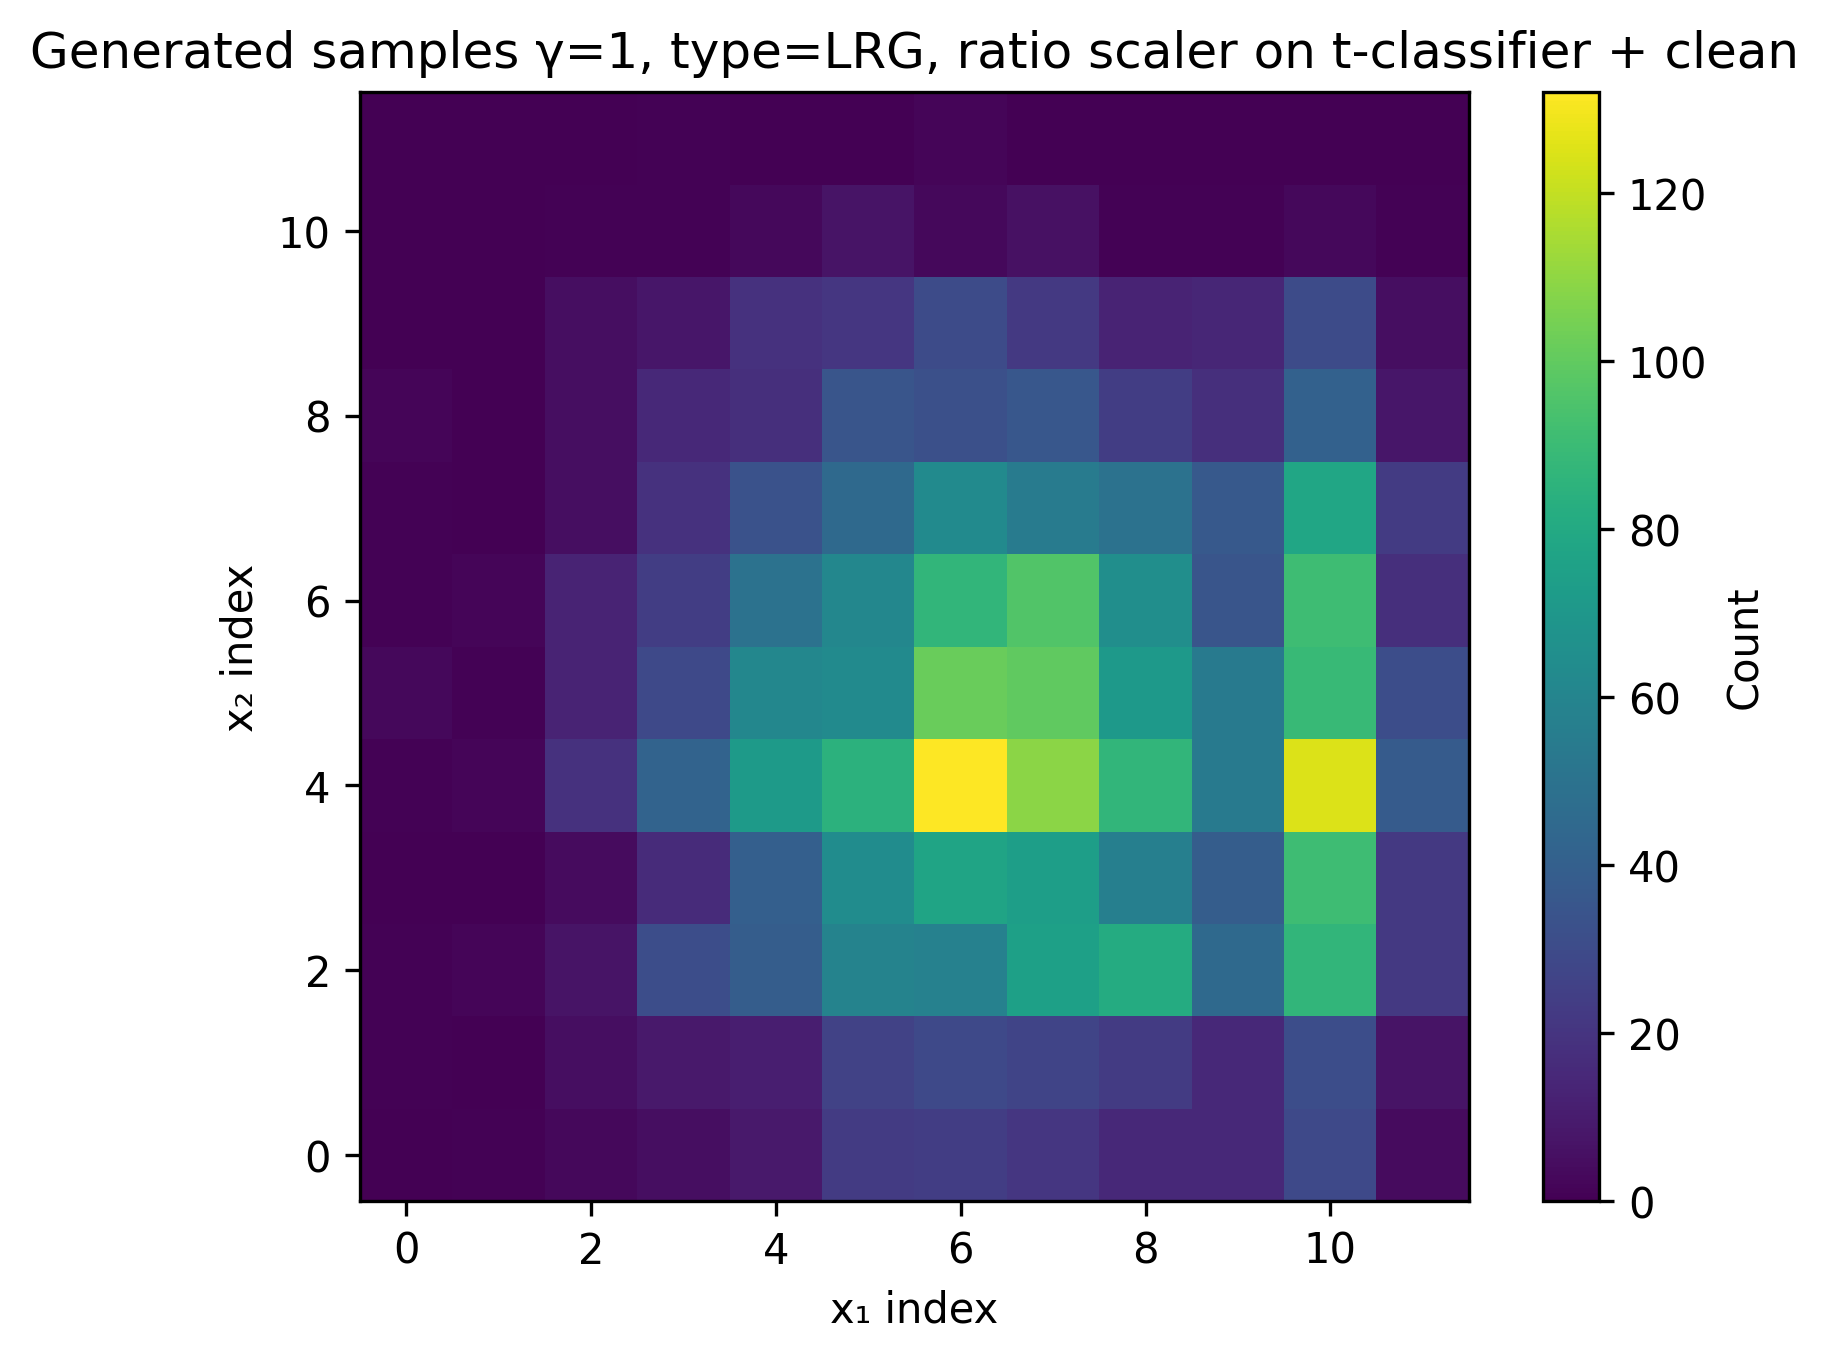 Generated samples γ=1, type=LRG, ratio scaler on t-classifier + clean
10
8
6
4
2
0
x₂ index
0 2 4 6 8 10
x₁ index
120
100
80
60
40
20
0
Count